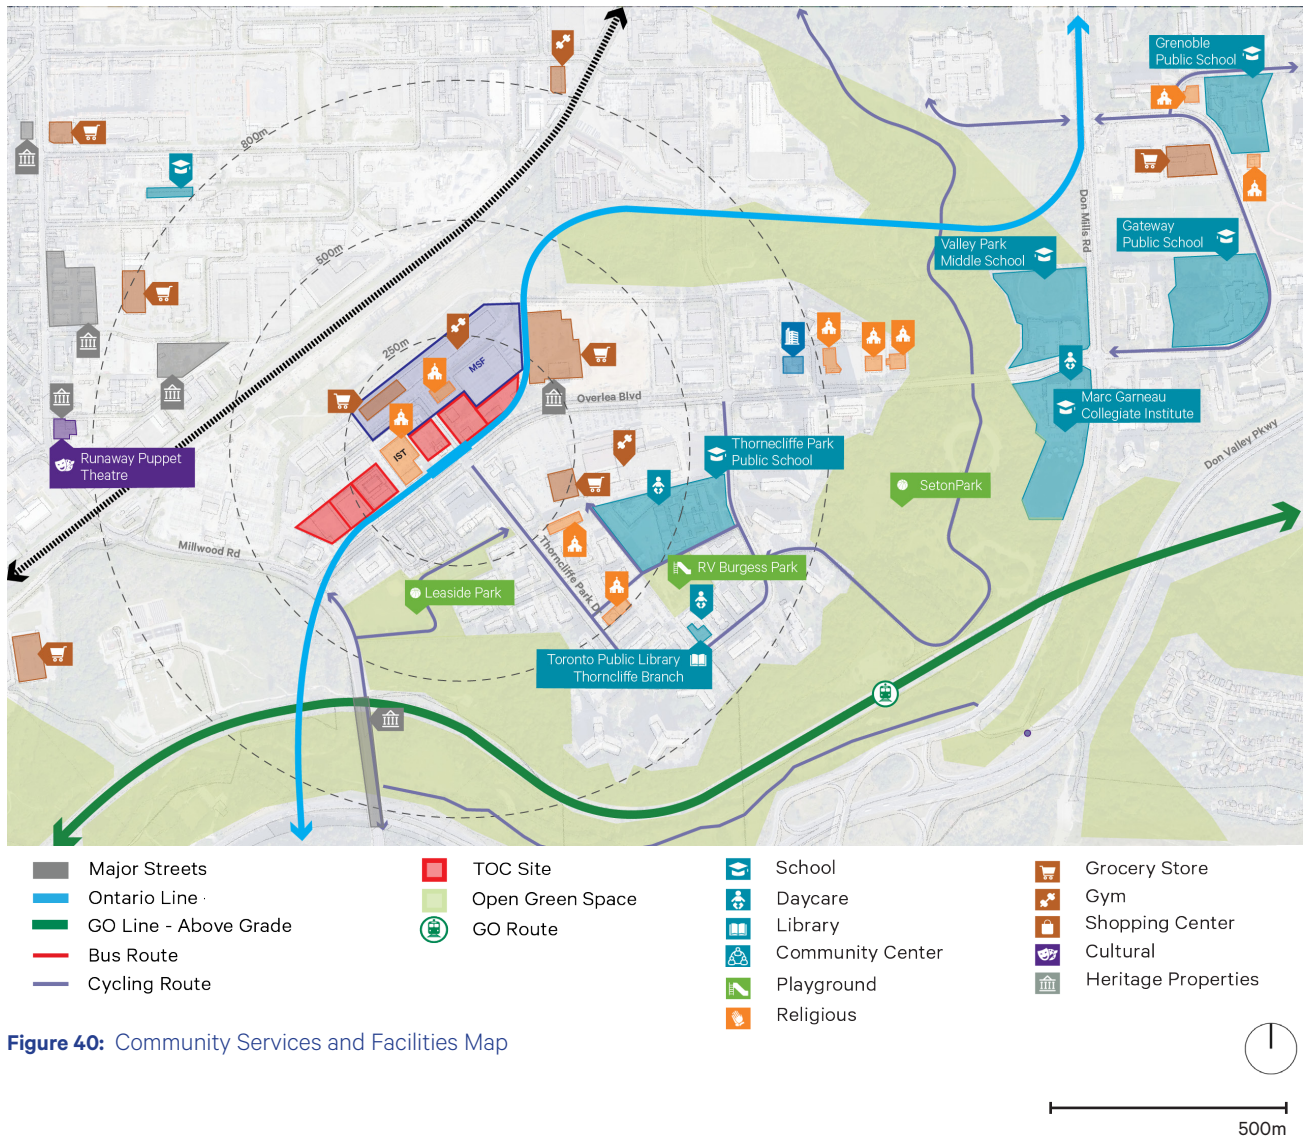 Grenoble
Public School
800m
500m
Don Mills Rd
Gateway
Public School
Valley Park
Middle School
250m
MSF
Overlea Blvd
Marc Garneau
Collegiate Institute
IST
Runaway Puppet
Theatre
Thornecliffe Park
Public School
Don Valley Pkwy
SetonPark
Millwood Rd
Thorncliffe Park D
RV Burgess Park
Leaside Park
Toronto Public Library
Thorncliffe Branch
Major Streets
Ontario Line
GO Line - Above Grade
Bus Route
Cycling Route
TOC Site
Open Green Space
GO Route
School
Daycare
Library
Community Center
Playground
Religious
Grocery Store
Gym
Shopping Center
Cultural
Heritage Properties
Figure 40: Community Services and Facilities Map
500m